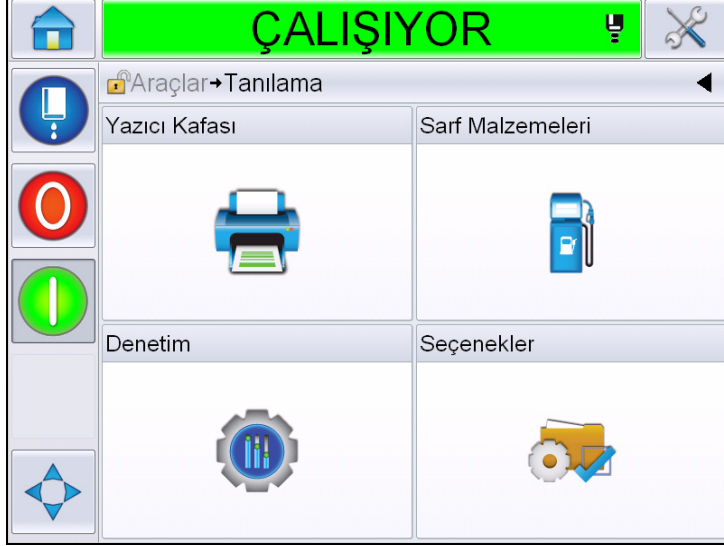 ÇALIŞIYOR
Araçlar→Tanılama
Yazıcı Kafası
Sarf Malzemeleri
Denetim
Seçenekler